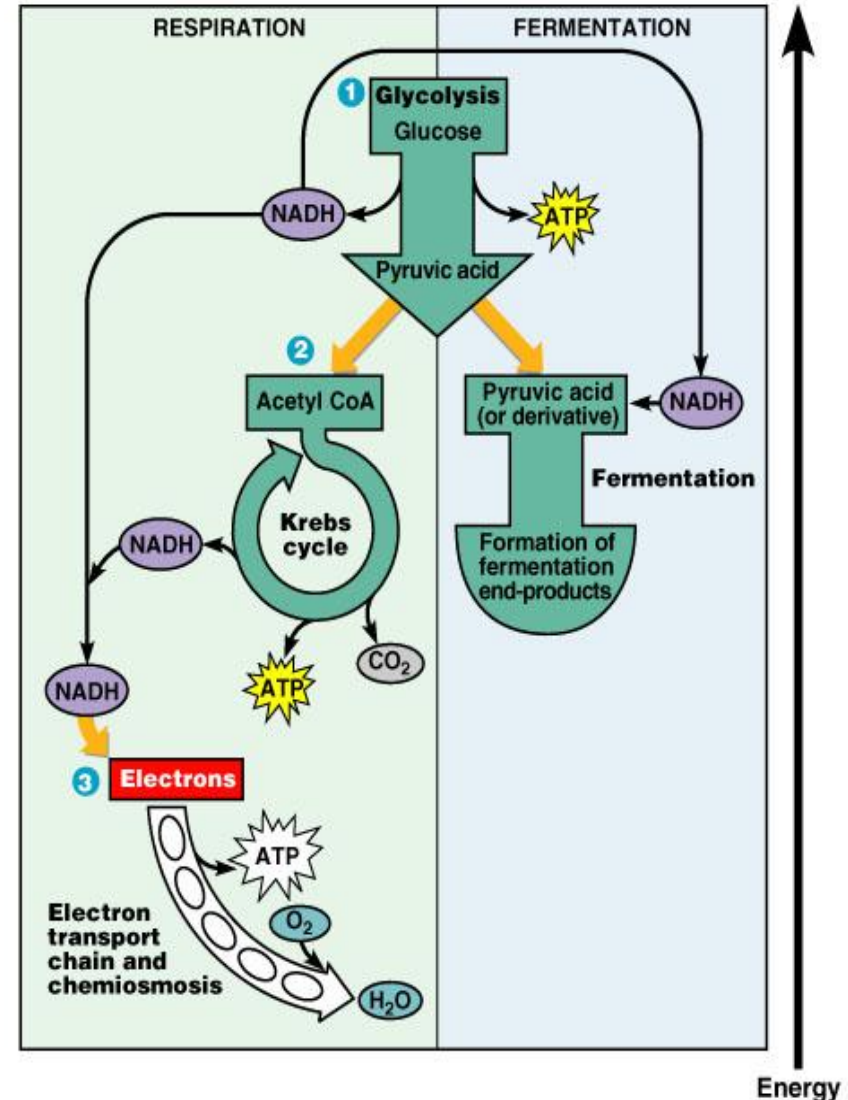 RESPIRATION
FERMENTATION
1
Glycolysis
Glucose
NADH
ATP
Pyruvic acid
2
Acetyl CoA
Pyruvic acid
(or derivative)
NADH
Fermentation
Krebs
cycle
NADH
Formation of
fermentation
end-products
CO2
ATP
NADH
3
Electrons
ATP
Electron
transport
chain and
chemiosmosis
O2
H2O
Energy